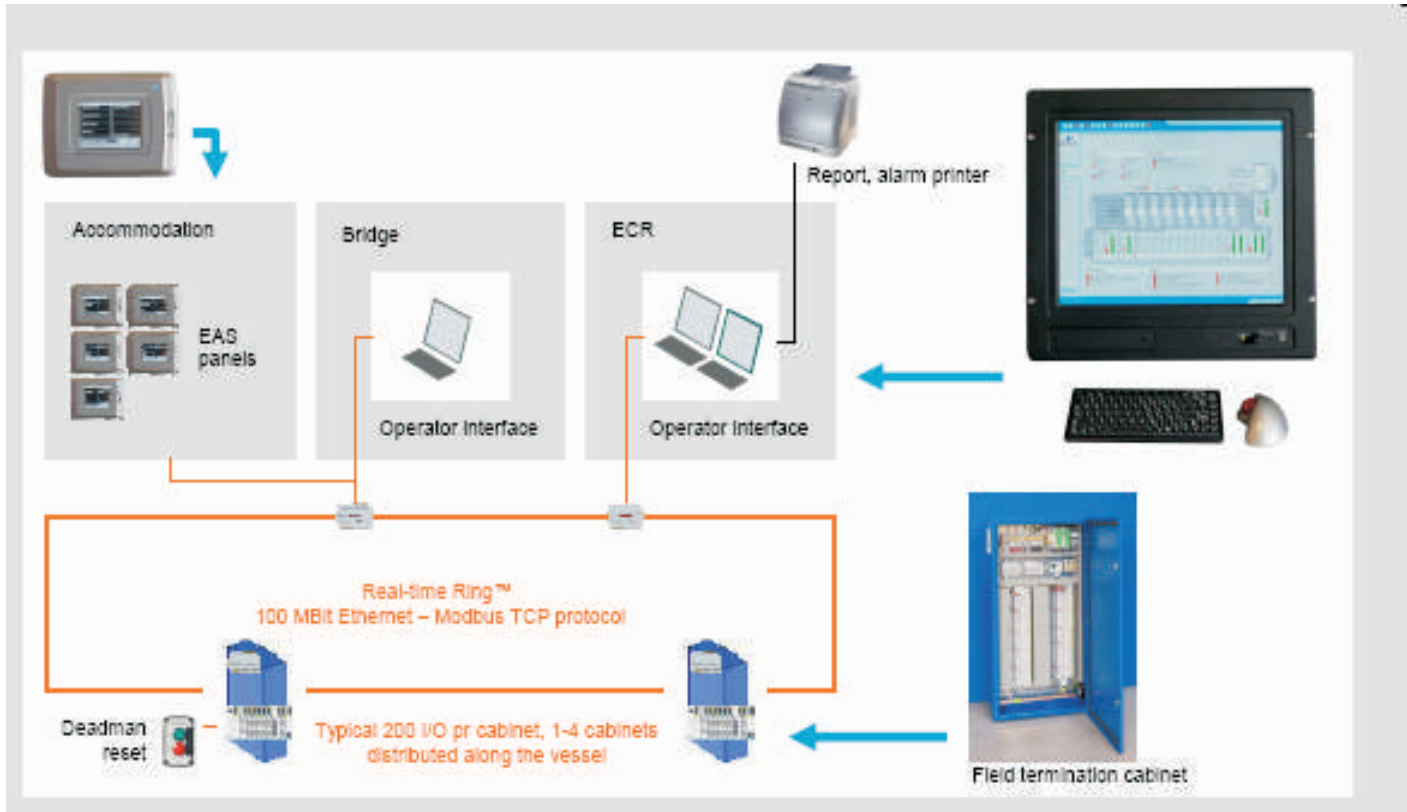 Report, alarm printer
Accommodation
EAS
panels
Bridge
Operator Interface
ECR
Operator Interface
Real-time Ring™
100 MBit Ethernet – Modbus TCP protocol
Deadman
reset
Typical 200 I/O pr cabinet, 1-4 cabinets
distributed along the vessel
Field termination cabinet